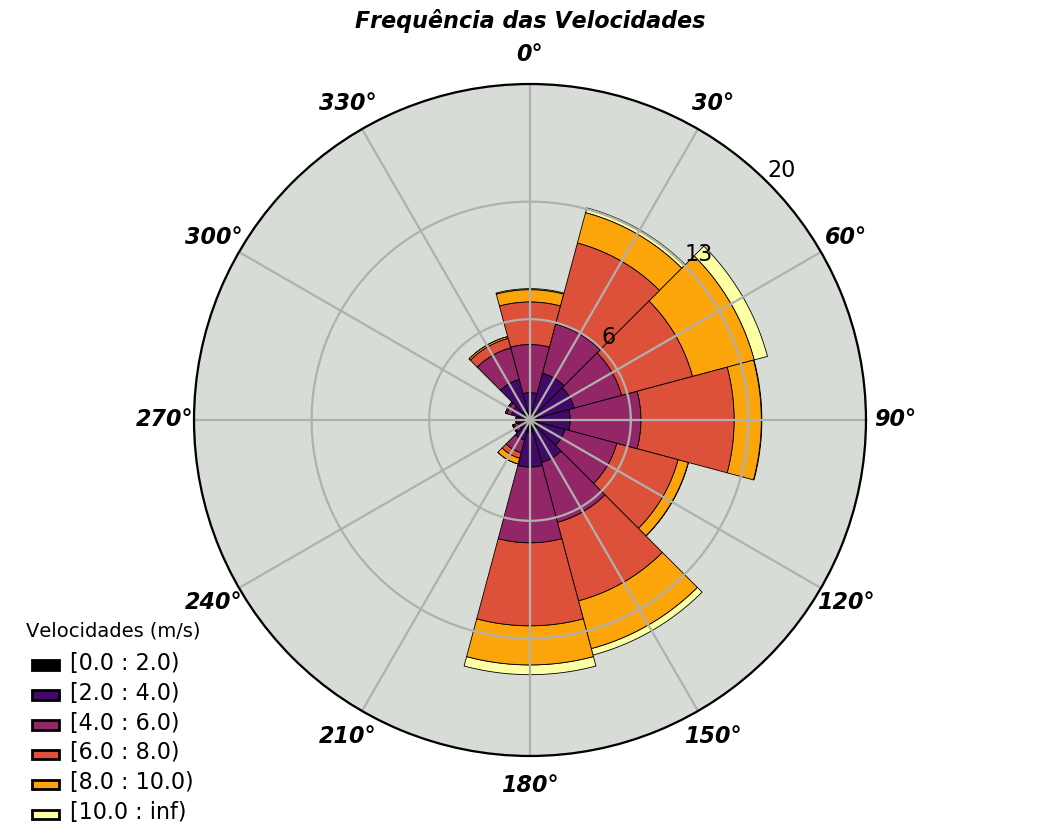 Frequência das Velocidades
0°
330°
30°
20
300°
60°
13
6
270°
90°
240°
120°
210°
150°
180°
Velocidades (m/s)
[0.0 : 2.0)
[2.0 : 4.0)
[4.0 : 6.0)
[6.0 : 8.0)
[8.0 : 10.0)
[10.0 : inf)